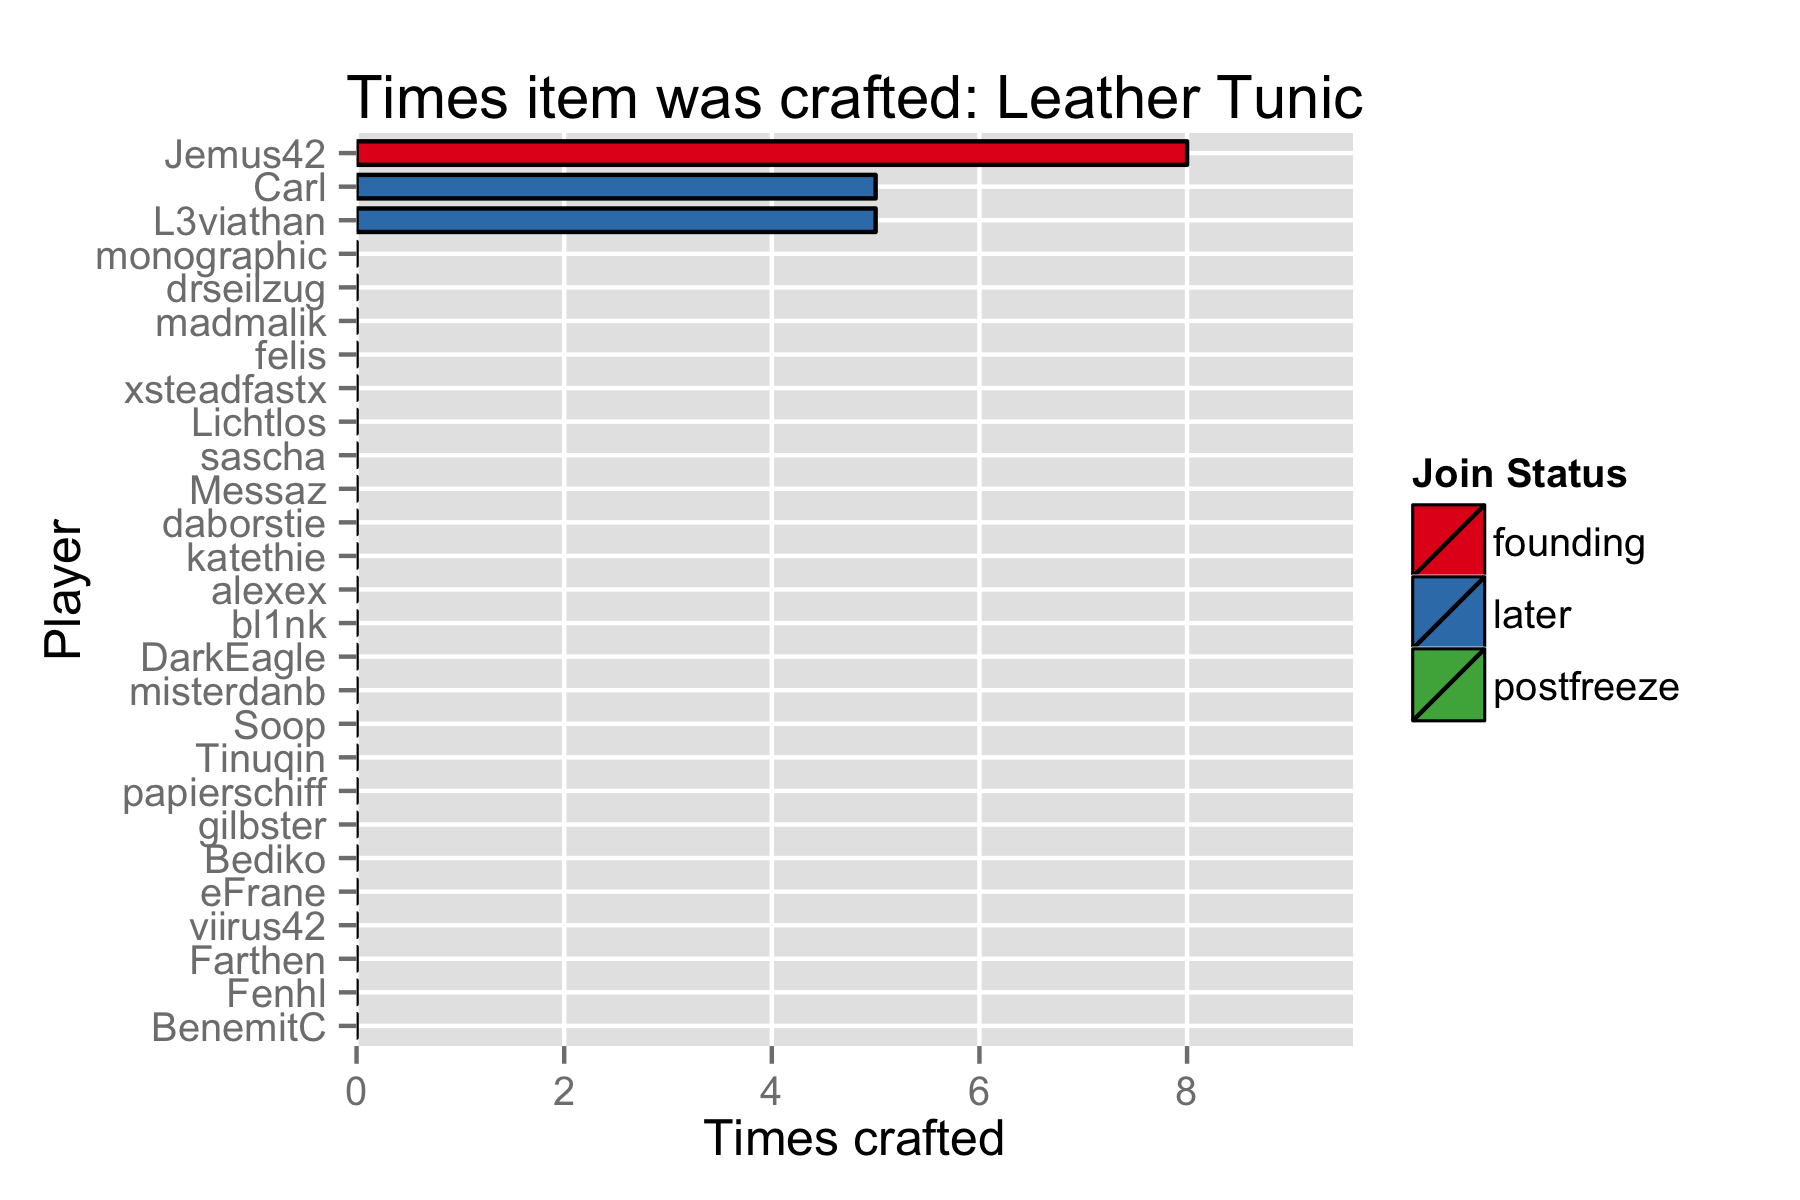 Times item was crafted: Leather Tunic
Jemus42
Carl
L3viathan
monographic
drseilzug
madmalik
felis
xsteadfastx
Lichtlos
sascha
Messaz
daborstie
katethie
alexex
bl1nk
DarkEagle
misterdanb
Soop
Tinuqin
papierschiff
gilbster
Bediko
eFrane
viirus42
Farthen
Fenhl
BenemitC
Player
0 2 4 6 8
Times crafted
Join Status
founding
later
postfreeze